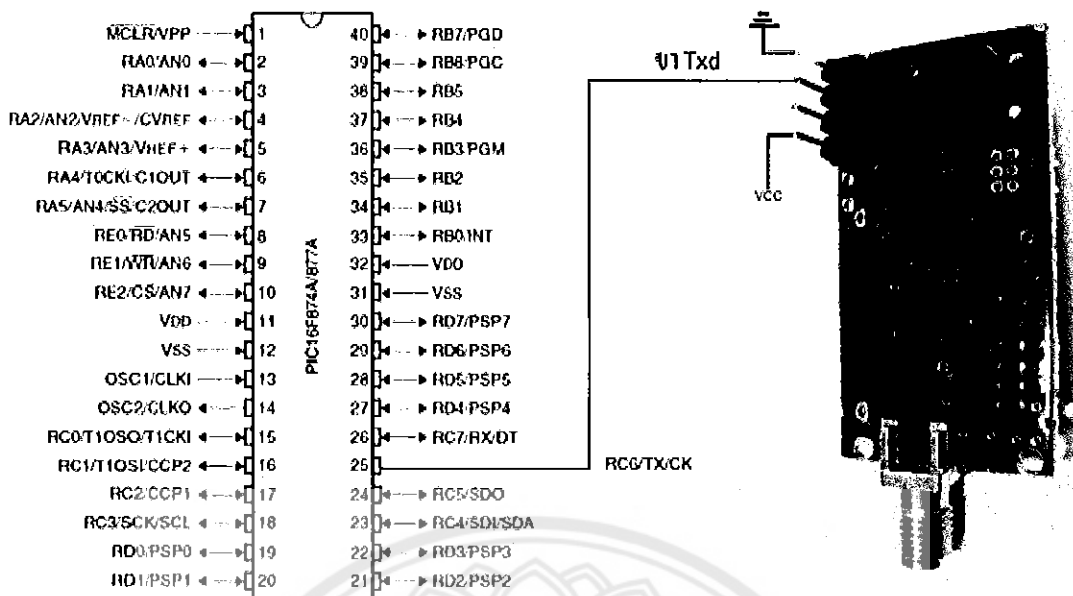 MCLR/VPP 1 40 RB7/PGD
RA0/AN0 2 39 RB6/PGC
RA1/AN1 3 38 RB5
RA2/AN2/VREF-/CVREF 4 37 RB4
RA3/AN3/VREF+ 5 36 RB3/PGM
RA4/T0CKI/C1OUT 6 35 RB2
RA5/AN4/SS/C2OUT 7 34 RB1
RE0/RD/AN5 8 33 RB0/INT
RE1/WR/AN6 9 32 VDD
RE2/CS/AN7 10 31 VSS
VDD 11 30 RD7/PSP7
VSS 12 29 RD6/PSP6
OSC1/CLKI 13 28 RD5/PSP5
OSC2/CLKO 14 27 RD4/PSP4
RC0/T1OSO/T1CKI 15 26 RC7/RX/DT
RC1/T1OSI/CCP2 16 25 RC6/TX/CK
RC2/CCP1 17 24 RC5/SDO
RC3/SCK/SCL 18 23 RC4/SDI/SDA
RD0/PSP0 19 22 RD3/PSP3
RD1/PSP1 20 21 RD2/PSP2
PIC16F874A/877A
ขา Txd
VCC